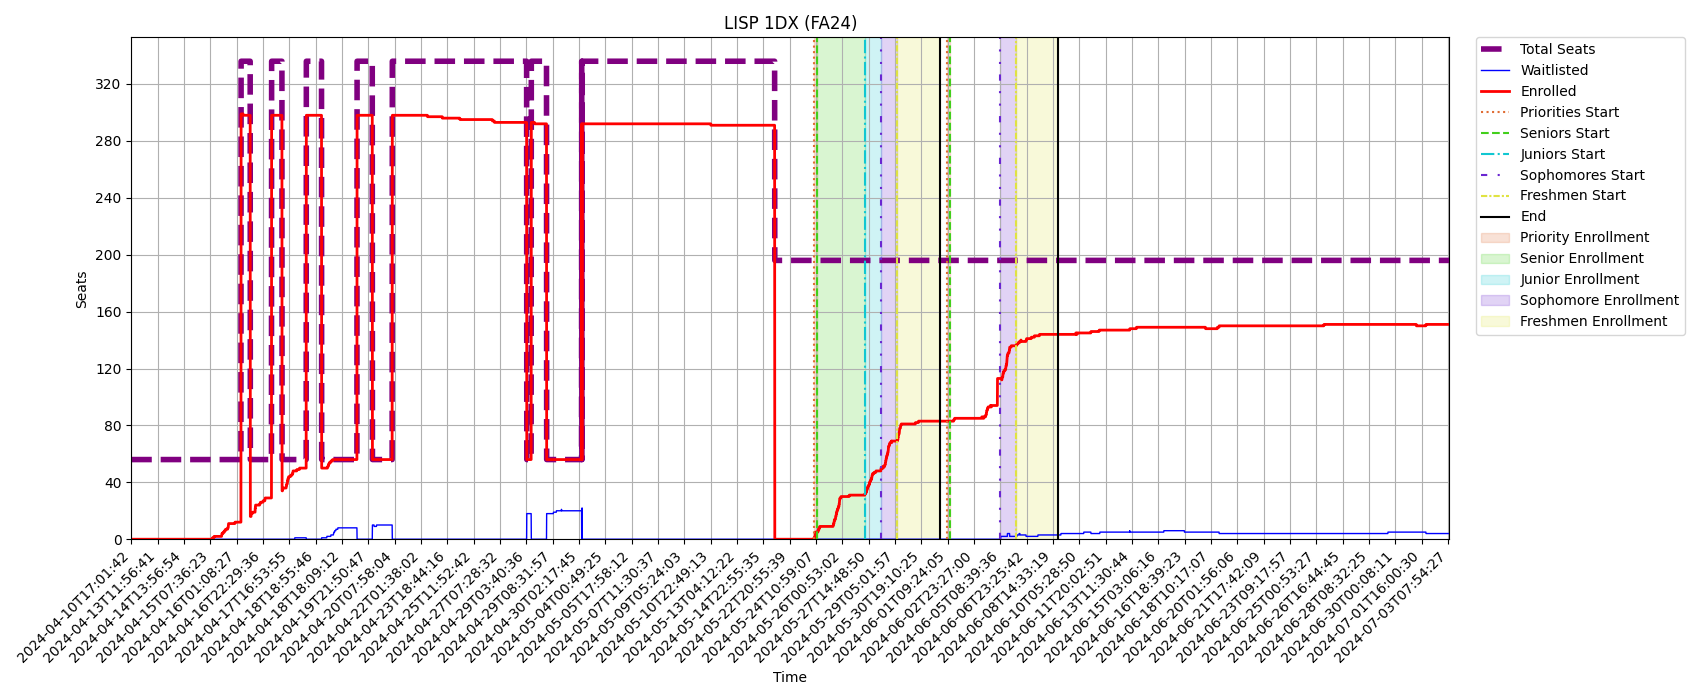 LISP 1DX (FA24)
Total Seats
Waitlisted
Enrolled
Priorities Start
Seniors Start
Juniors Start
Sophomores Start
Freshmen Start
End
Priority Enrollment
Senior Enrollment
Junior Enrollment
Sophomore Enrollment
Freshmen Enrollment
Seats
320
280
240
200
160
120
80
40
0
2024-04-10T17:01:42
2024-04-13T11:56:41
2024-04-14T13:56:54
2024-04-15T07:36:23
2024-04-16T01:08:27
2024-04-16T22:29:36
2024-04-17T16:53:55
2024-04-18T18:55:46
2024-04-18T18:09:12
2024-04-19T21:50:47
2024-04-20T07:58:04
2024-04-22T01:38:02
2024-04-23T18:44:16
2024-04-25T11:52:42
2024-04-27T07:28:32
2024-04-29T03:40:36
2024-04-29T08:31:57
2024-04-30T02:17:45
2024-05-04T00:49:25
2024-05-05T17:58:12
2024-05-07T11:30:37
2024-05-09T05:24:03
2024-05-10T22:49:13
2024-05-13T04:12:22
2024-05-14T22:55:35
2024-05-22T20:55:39
2024-05-24T10:59:07
2024-05-26T00:53:02
2024-05-27T14:48:50
2024-05-29T05:01:57
2024-05-30T19:10:25
2024-06-01T09:24:05
2024-06-02T23:27:00
2024-06-05T08:39:36
2024-06-06T23:25:42
2024-06-08T14:33:19
2024-06-10T05:28:50
2024-06-11T20:02:51
2024-06-13T11:30:44
2024-06-15T03:06:16
2024-06-16T18:39:23
2024-06-18T10:17:07
2024-06-20T01:56:06
2024-06-21T17:42:09
2024-06-23T09:17:57
2024-06-25T00:53:27
2024-06-26T16:44:45
2024-06-28T08:32:25
2024-06-30T00:08:11
2024-07-01T16:00:30
2024-07-03T07:54:27
Time